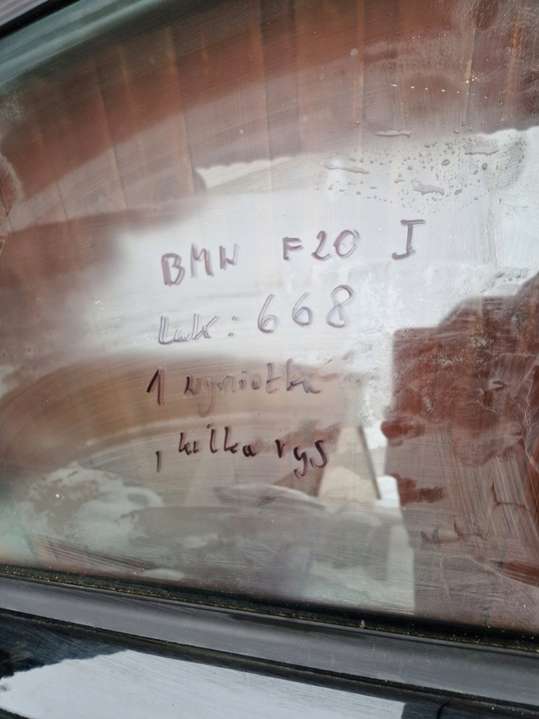 BMW F20 I
Lak: 668
1 wgniotka
, kilka rys